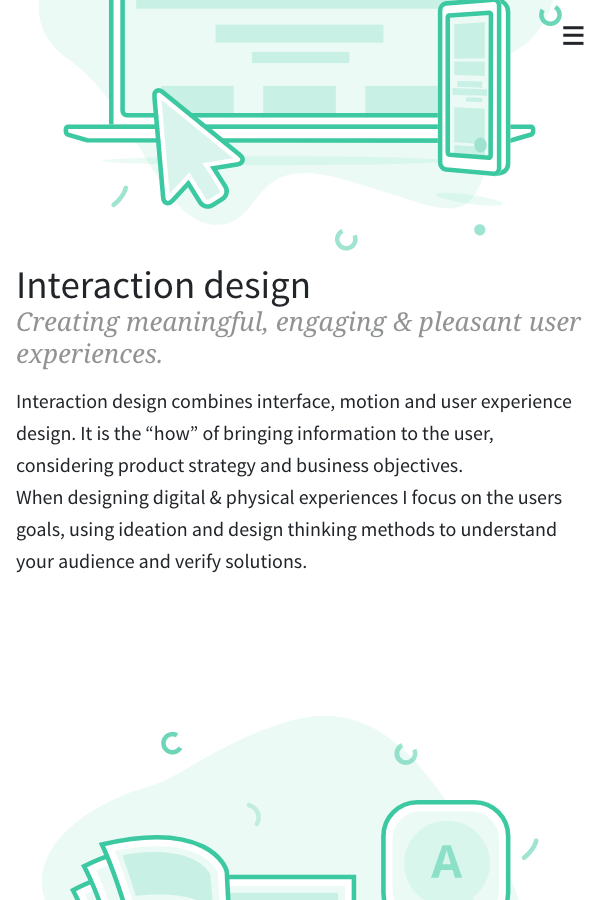 Interaction design
Creating meaningful, engaging & pleasant user
experiences.
Interaction design combines interface, motion and user experience
design. It is the “how” of bringing information to the user,
considering product strategy and business objectives.
When designing digital & physical experiences I focus on the users
goals, using ideation and design thinking methods to understand
your audience and verify solutions.
A